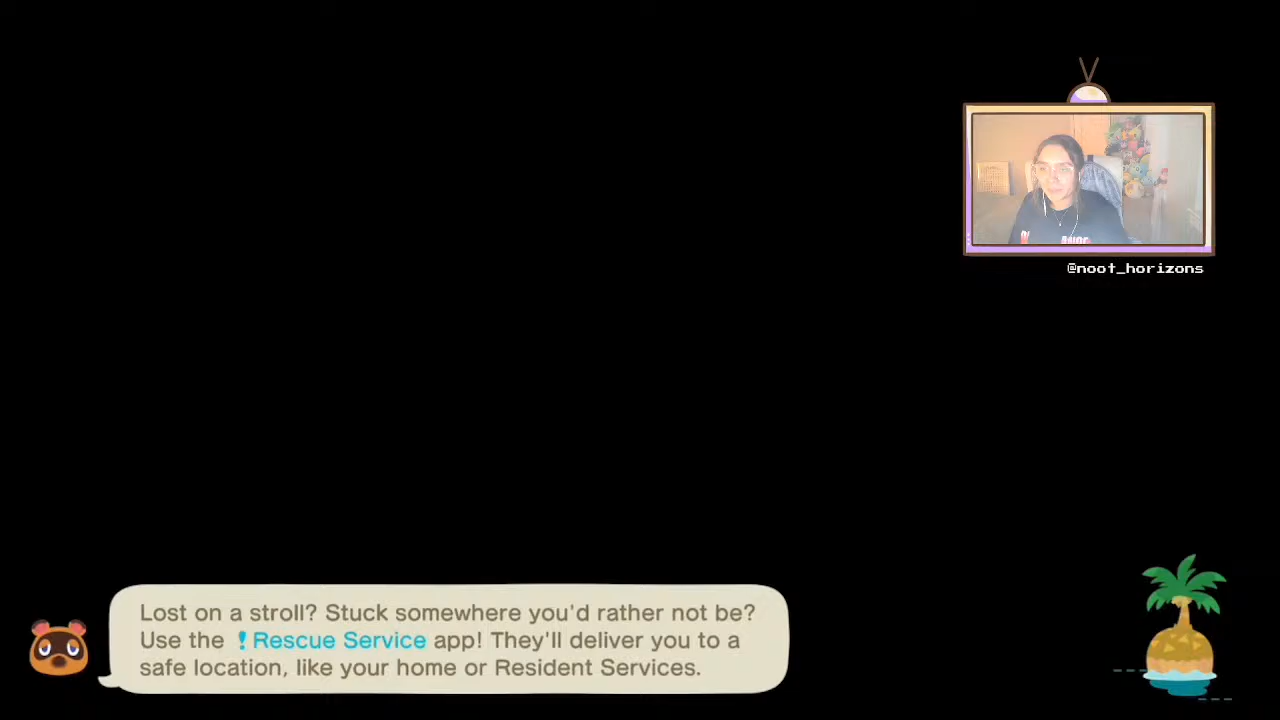 @noot_horizons
Lost on a stroll? Stuck somewhere you'd rather not be?
Use the !Rescue Service app! They'll deliver you to a
safe location, like your home or Resident Services.